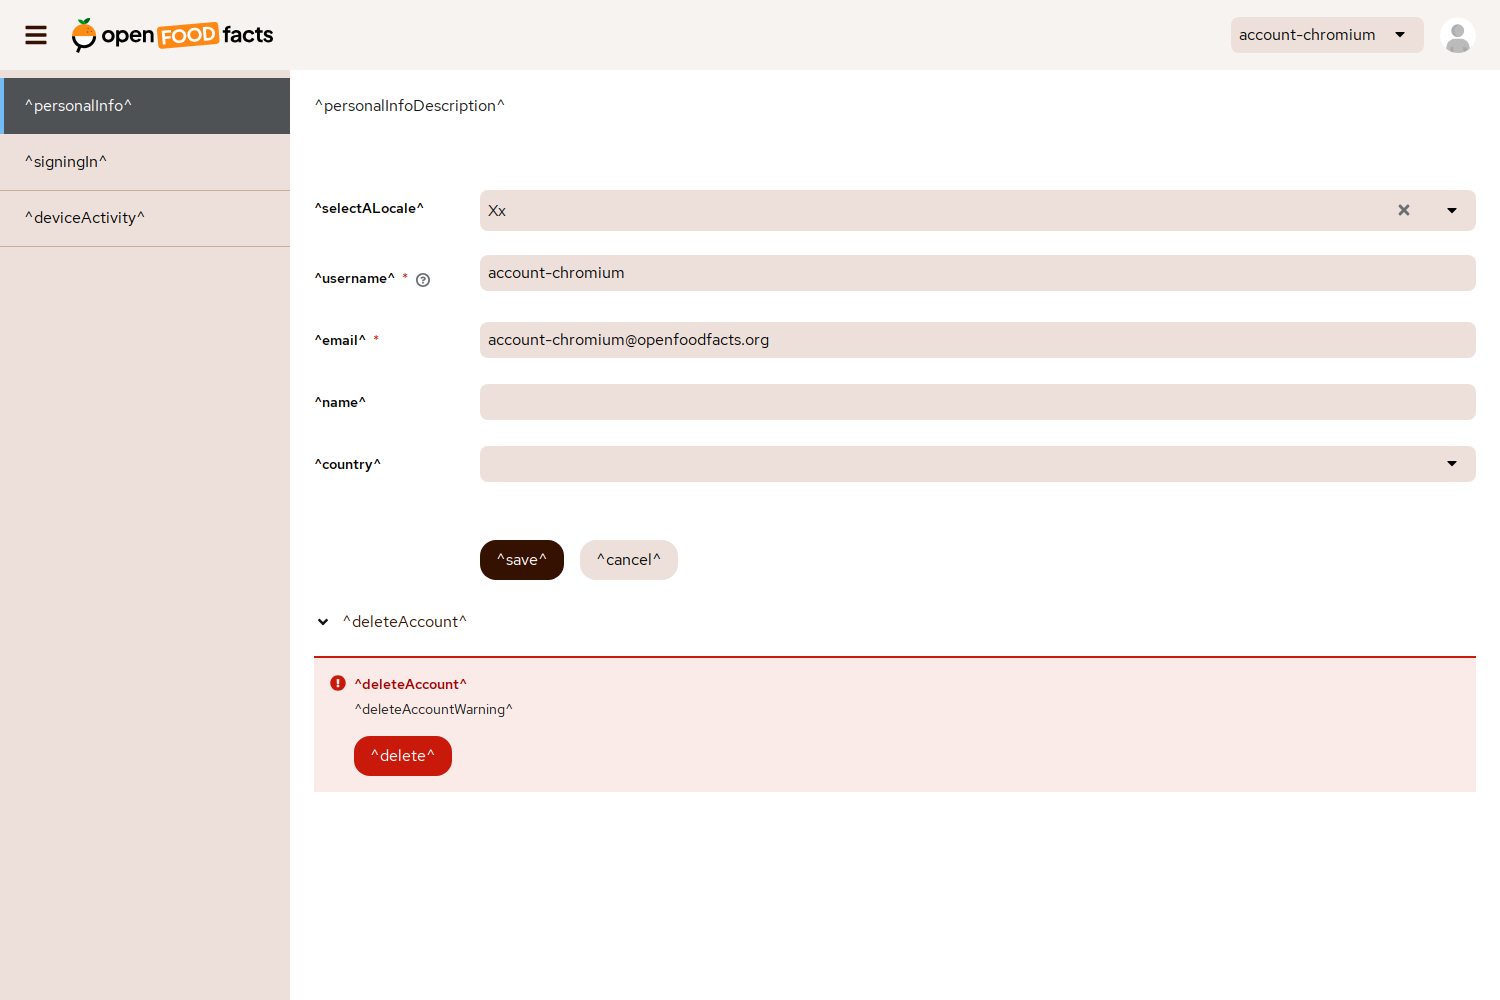 open FOOD facts
account-chromium
^personalInfo^
^signingIn^
^deviceActivity^
^personalInfoDescription^
^selectALocale^
Xx
^username^ *
account-chromium
^email^ *
account-chromium@openfoodfacts.org
^name^
^country^
^save^
^cancel^
^deleteAccount^
^deleteAccount^
^deleteAccountWarning^
^delete^